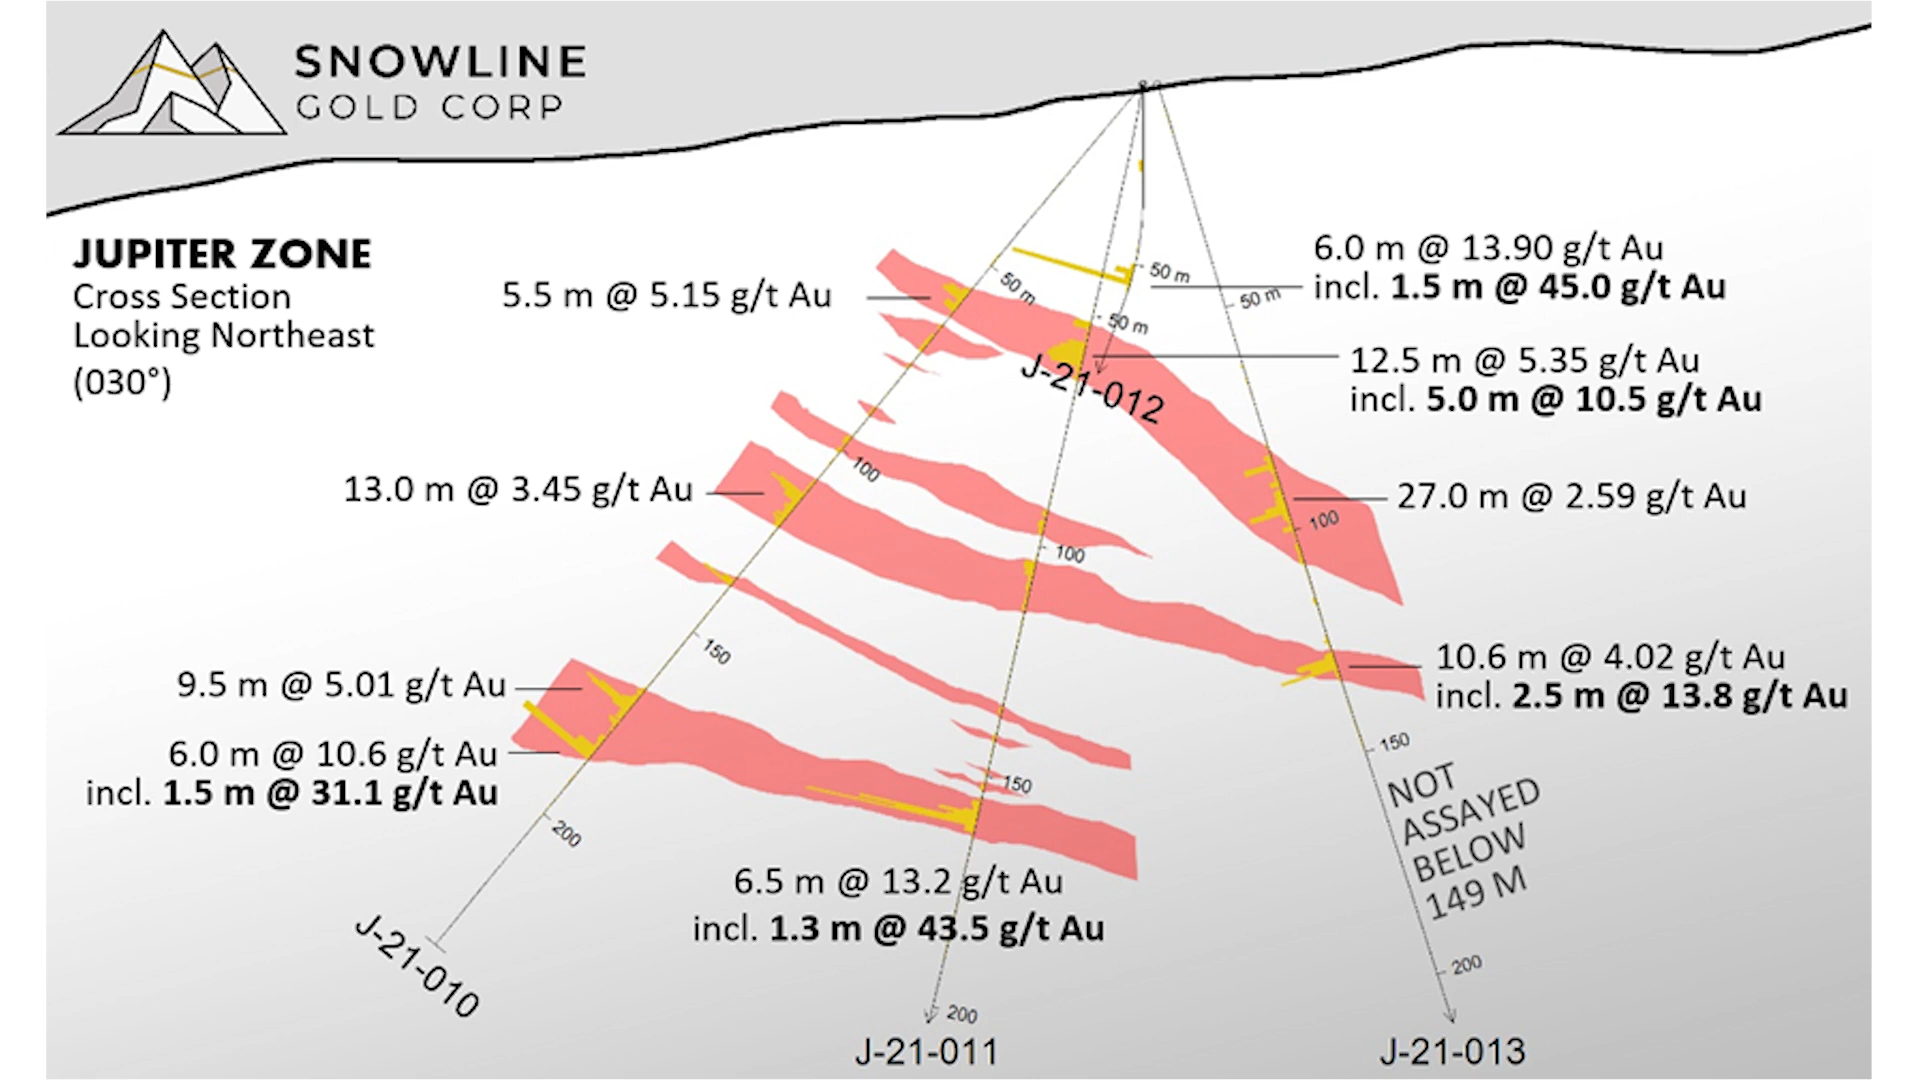 SNOWLINE
GOLD CORP
JUPITER ZONE
Cross Section
Looking Northeast
(030°)
5.5 m @ 5.15 g/t Au
13.0 m @ 3.45 g/t Au
9.5 m @ 5.01 g/t Au
6.0 m @ 10.6 g/t Au
incl. 1.5 m @ 31.1 g/t Au
6.5 m @ 13.2 g/t Au
incl. 1.3 m @ 43.5 g/t Au
6.0 m @ 13.90 g/t Au
incl. 1.5 m @ 45.0 g/t Au
12.5 m @ 5.35 g/t Au
incl. 5.0 m @ 10.5 g/t Au
27.0 m @ 2.59 g/t Au
10.6 m @ 4.02 g/t Au
incl. 2.5 m @ 13.8 g/t Au
50 m
100
150
200
J-21-010
50 m
100
150
200
J-21-011
50 m
J-21-012
50 m
100
150
200
J-21-013
NOT
ASSAYED
BELOW
149 M